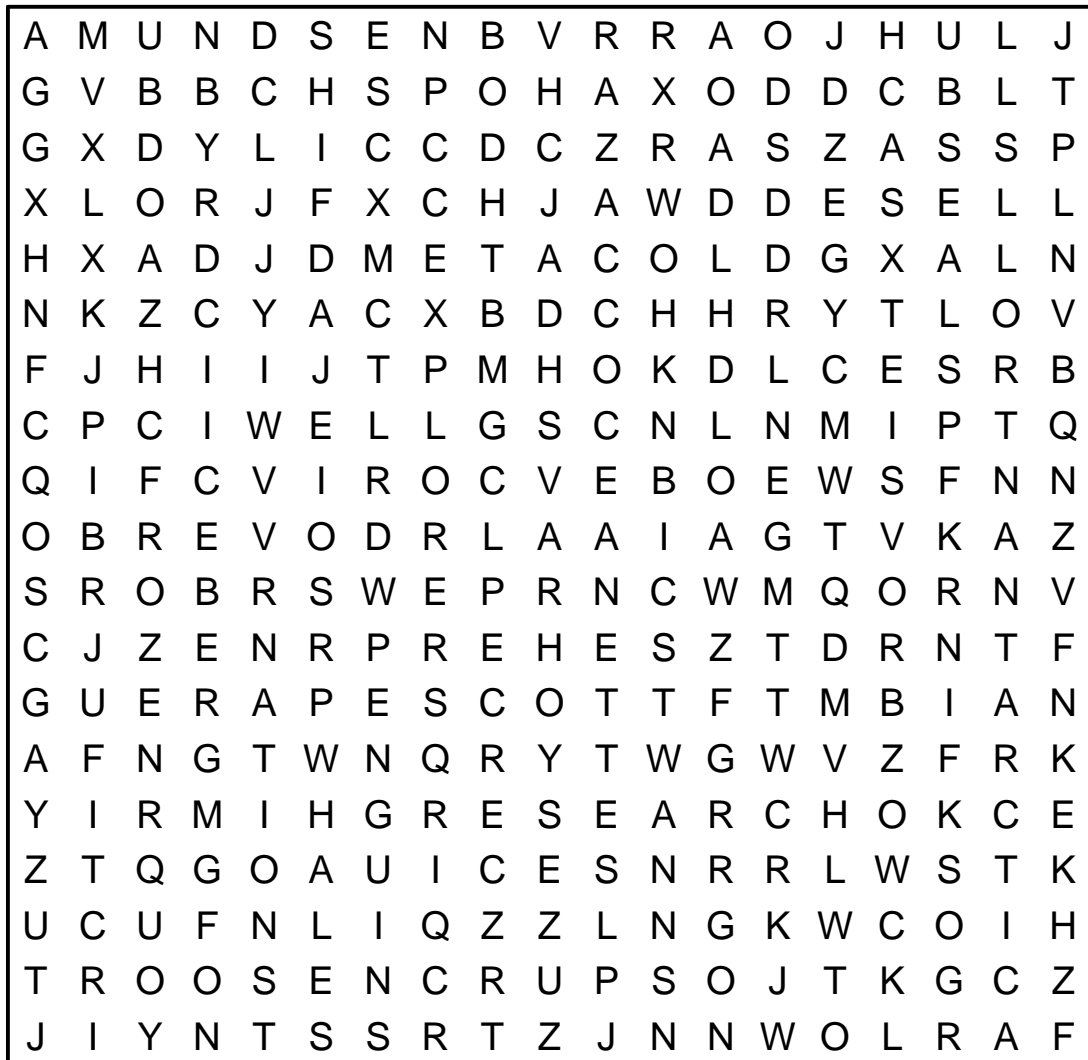 A M U N D S E N B V R R A O J H U L J
G V B B C H S P O H A X O D D C B L T
G X D Y L I C C D C Z R A S Z A S S P
X L O R J F X C H J A W D D E S E L L
H X A D J D M E T A C O L D G X A L N
N K Z C Y A C X B D C H H R Y T L O V
F J H I I J T P M H O K D L C E S R B
C P C I W E L L G S C N L N M I P T Q
Q I F C V I R O C V E B O E W S F N N
O B R E V O D R L A A I A G T V K A Z
S R O B R S W E P R N C W M Q O R N V
C J Z E N R P R E H E S Z T D R N T F
G U E R A P E S C O T T F T M B I A N
A F N G T W N Q R Y T W G W V Z F R K
Y I R M I H G R E S E A R C H O K C E
Z T Q G O A U I C E S N R R L W S T K
U C U F N L I Q Z Z L N G K W C O I H
T R O O S E N C R U P S O J T K G C Z
J I Y N T S S R T Z J N N W O L R A F